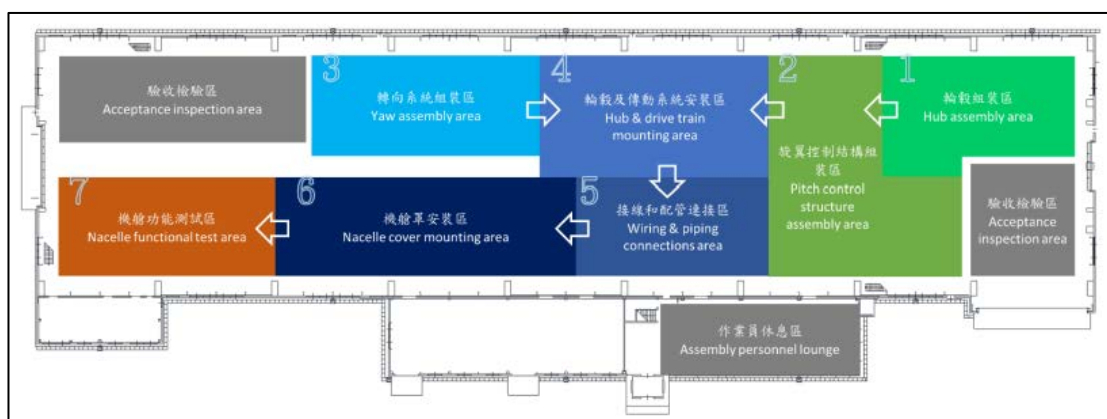 驗收檢驗區
Acceptance inspection area
3
轉向系統組裝區
Yaw assembly area
4
輪轂及傳動系統安裝區
Hub & drive train
mounting area
2
旋翼控制結構組
裝區
Pitch control
structure
assembly area
1
輪轂組裝區
Hub assembly area
7
機艙功能測試區
Nacelle functional test area
6
機艙罩安裝區
Nacelle cover mounting area
5
接線和配管連接區
Wiring & piping
connections area
驗收檢驗區
Acceptance
inspection area
作業員休息區
Assembly personnel lounge